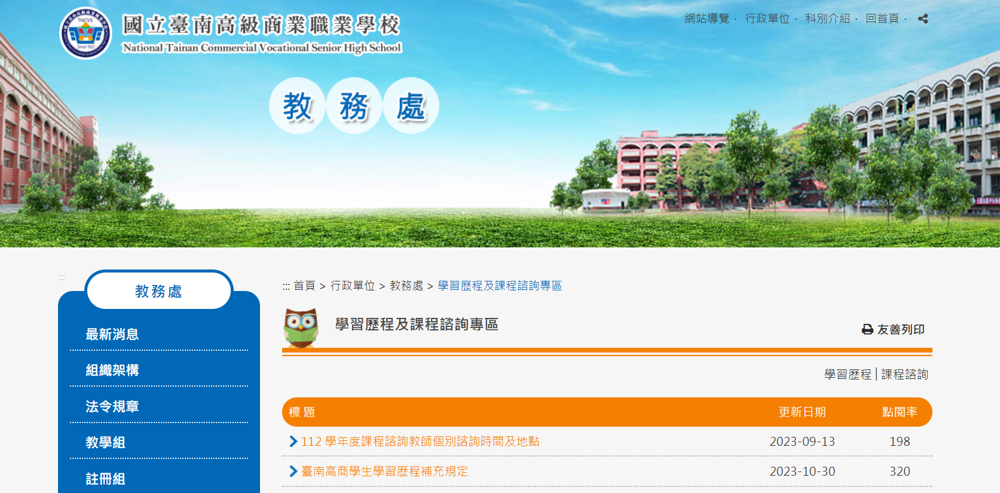 TNCVS
Since 1921
國立臺南高級商業職業學校
National Tainan Commercial Vocational Senior High School
網站導覽 · 行政單位 · 科別介紹 · 回首頁 ·
教務處
:::
教務處
最新消息
組織架構
法令規章
教學組
註冊組
::: 首頁 > 行政單位 > 教務處 > 學習歷程及課程諮詢專區
學習歷程及課程諮詢專區
友善列印
學習歷程 | 課程諮詢
標 題 更新日期 點閱率
112 學年度課程諮詢教師個別諮詢時間及地點 2023-09-13 198
臺南高商學生學習歷程補充規定 2023-10-30 320